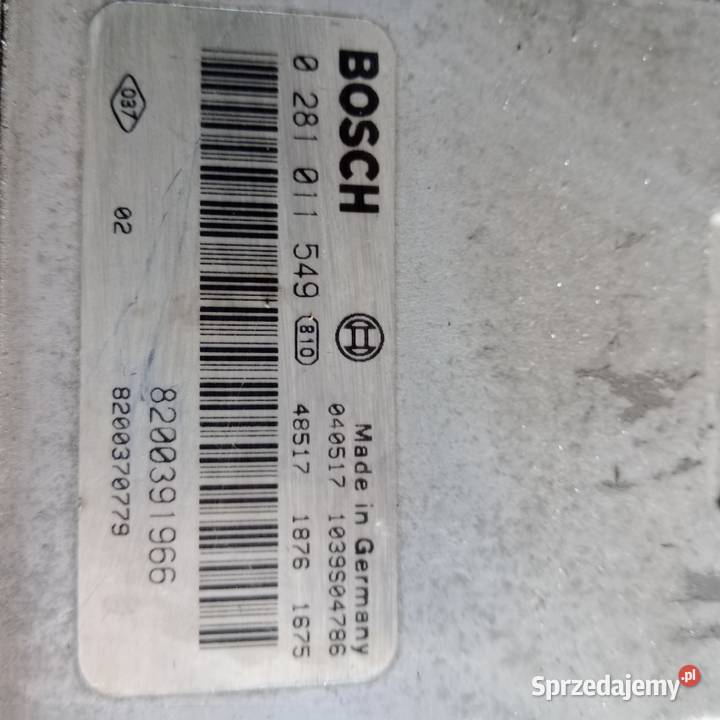 BOSCH
Made in Germany
040517 1039S04786
0 281 011 549 810 48517 1876 1675
8200391966
037 02 8200370779
Sprzedajemy.pl